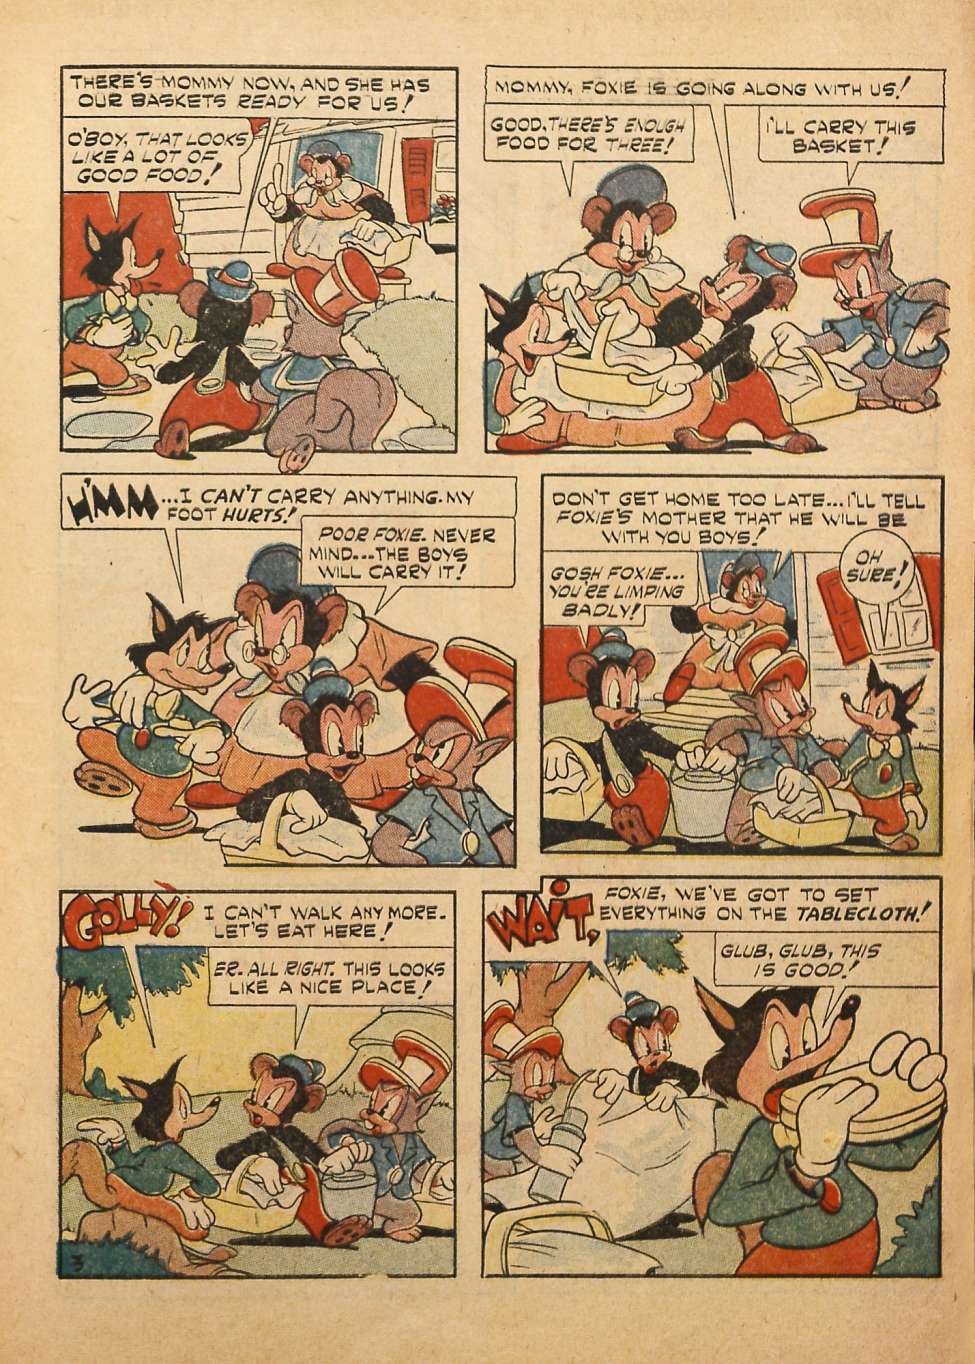 THERE'S MOMMY NOW, AND SHE HAS
OUR BASKETS READY FOR US!
O'BOY, THAT LOOKS
LIKE A LOT OF
GOOD FOOD!
MOMMY, FOXIE IS GOING ALONG WITH US!
GOOD, THERE'S ENOUGH
FOOD FOR THREE!
I'LL CARRY THIS
BASKET!
H'MM...I CAN'T CARRY ANYTHING. MY
FOOT HURTS!
POOR FOXIE. NEVER
MIND...THE BOYS
WILL CARRY IT!
DON'T GET HOME TOO LATE...I'LL TELL
FOXIE'S MOTHER THAT HE WILL BE
WITH YOU BOYS!
GOSH FOXIE...
YOU'RE LIMPING
BADLY!
OH
SURE!
GOLLY! I CAN'T WALK ANY MORE.
LET'S EAT HERE!
ER. ALL RIGHT. THIS LOOKS
LIKE A NICE PLACE!
3
WAIT, FOXIE, WE'VE GOT TO SET
EVERYTHING ON THE TABLECLOTH!
GLUB, GLUB, THIS
IS GOOD!